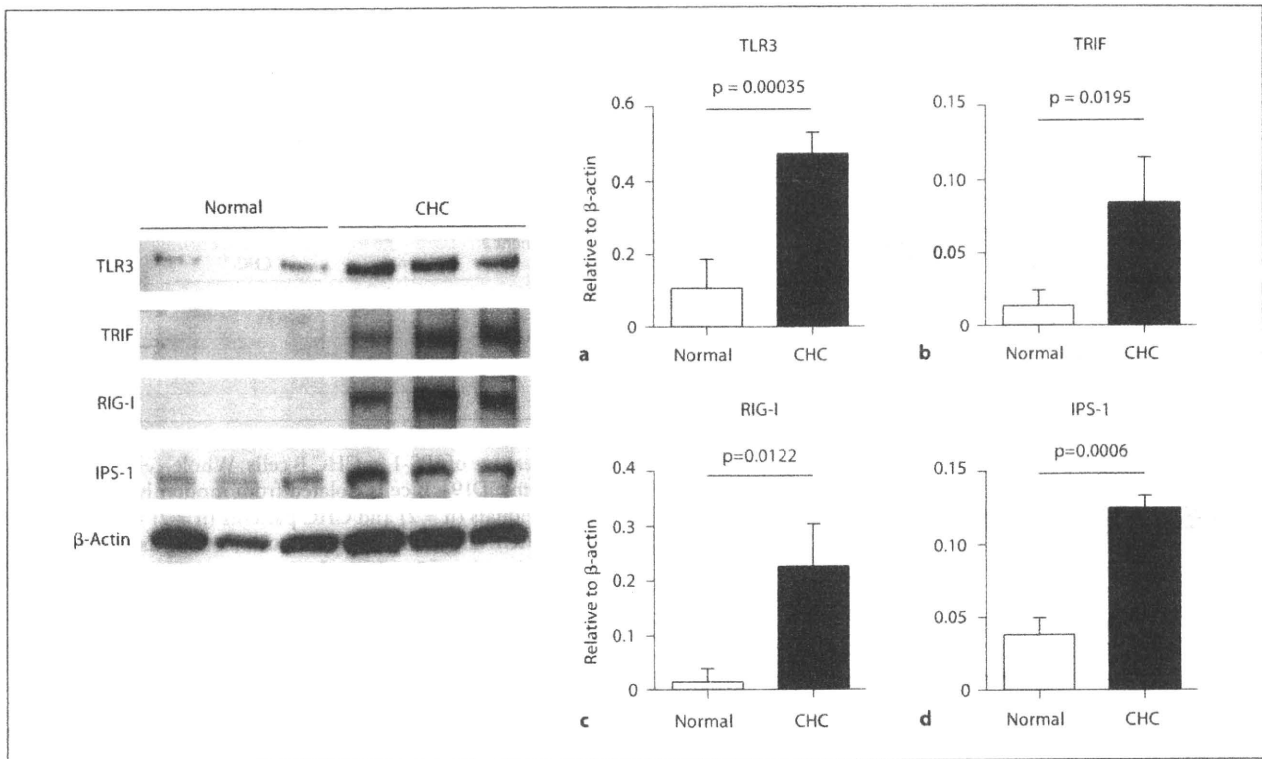 Normal CHC
TLR3
TRIF
RIG-I
IPS-1
β-Actin
TLR3
p = 0.00035
Relative to β-actin
0.6
0.4
0.2
0
Normal CHC
a
TRIF
p = 0.0195
0.15
0.10
0.05
0
Normal CHC
b
RIG-I
p=0.0122
Relative to β-actin
0.4
0.3
0.2
0.1
0
Normal CHC
c
IPS-1
p=0.0006
0.15
0.10
0.05
0
Normal CHC
d